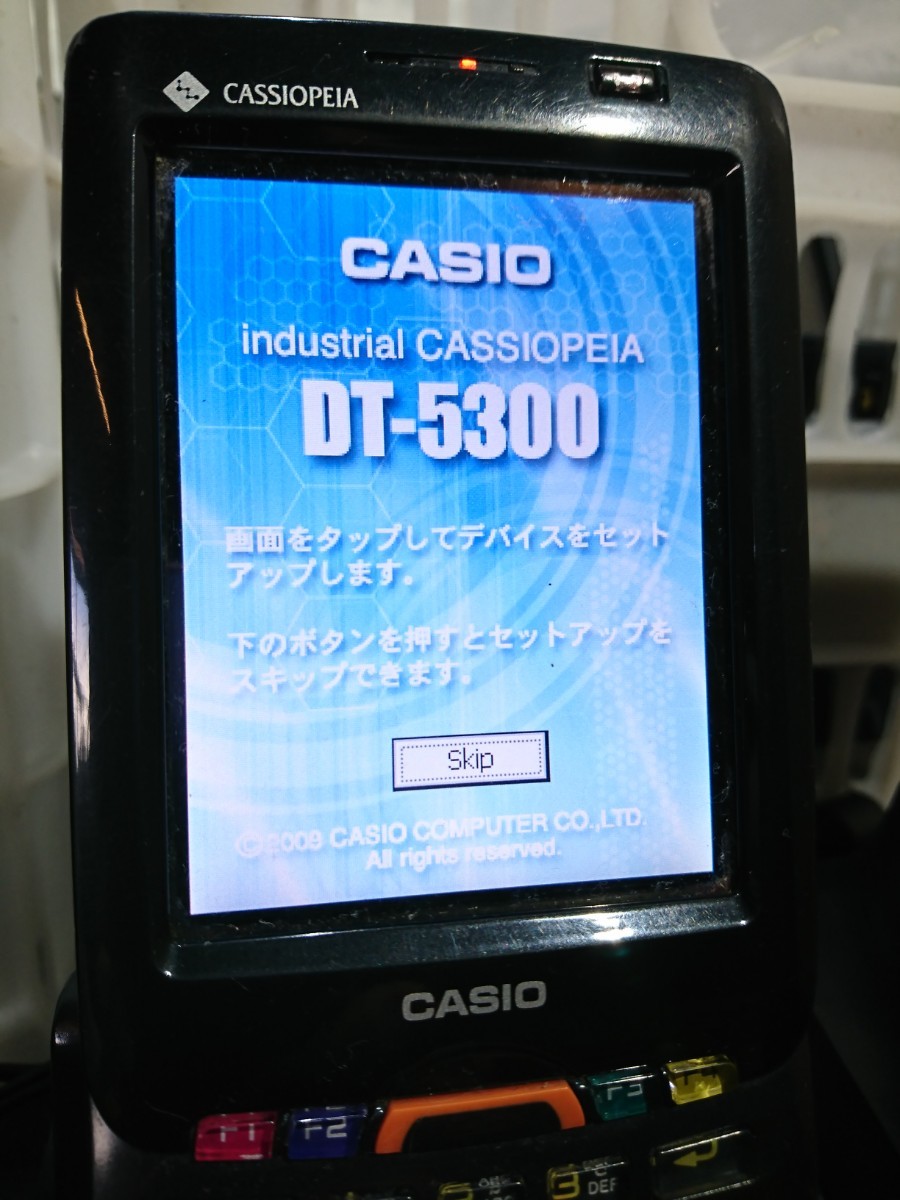 CASSIOPEIA
CASIO
industrial CASSIOPEIA
DT-5300
画面をタップしてデバイスをセット
アップします。
下のボタンを押すとセットアップを
スキップできます。
Skip
©2009 CASIO COMPUTER CO.,LTD.
All rights reserved.
CASIO
F1 F2 F3 F4
3 DEF